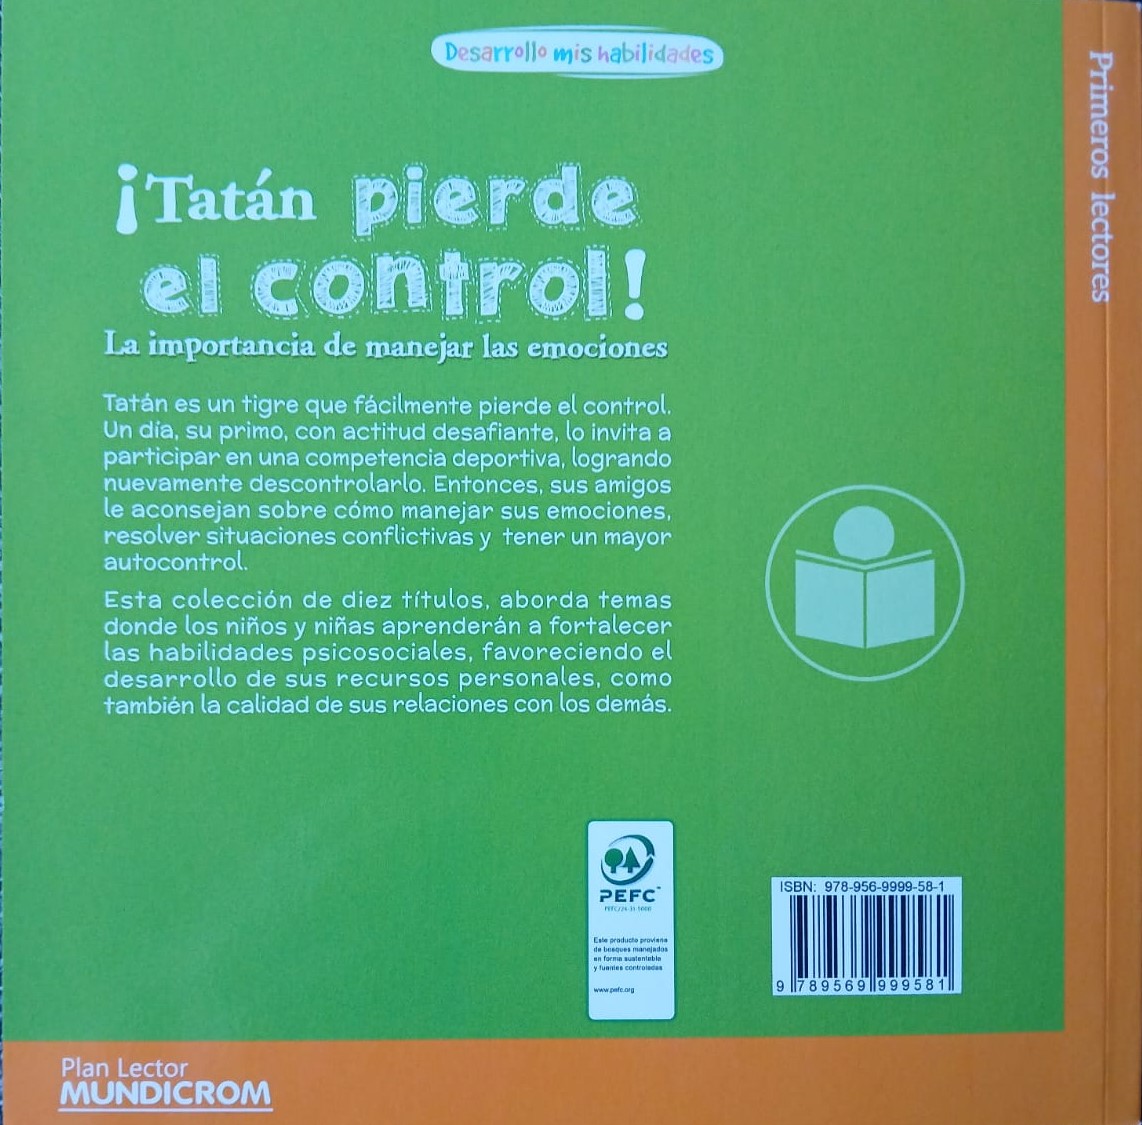 Desarrollo mis habilidades
Primeros lectores
¡Tatán pierde
el control!
La importancia de manejar las emociones
Tatán es un tigre que fácilmente pierde el control.
Un día, su primo, con actitud desafiante, lo invita a
participar en una competencia deportiva, logrando
nuevamente descontrolarlo. Entonces, sus amigos
le aconsejan sobre cómo manejar sus emociones,
resolver situaciones conflictivas y tener un mayor
autocontrol.
Esta colección de diez títulos, aborda temas
donde los niños y niñas aprenderán a fortalecer
las habilidades psicosociales, favoreciendo el
desarrollo de sus recursos personales, como
también la calidad de sus relaciones con los demás.
PEFC™
Este producto proviene
de bosques manejados
en forma sustentable
y fuentes controladas
www.pefc.org
ISBN: 978-956-9999-58-1
9 789569 999581
Plan Lector
MUNDICROM